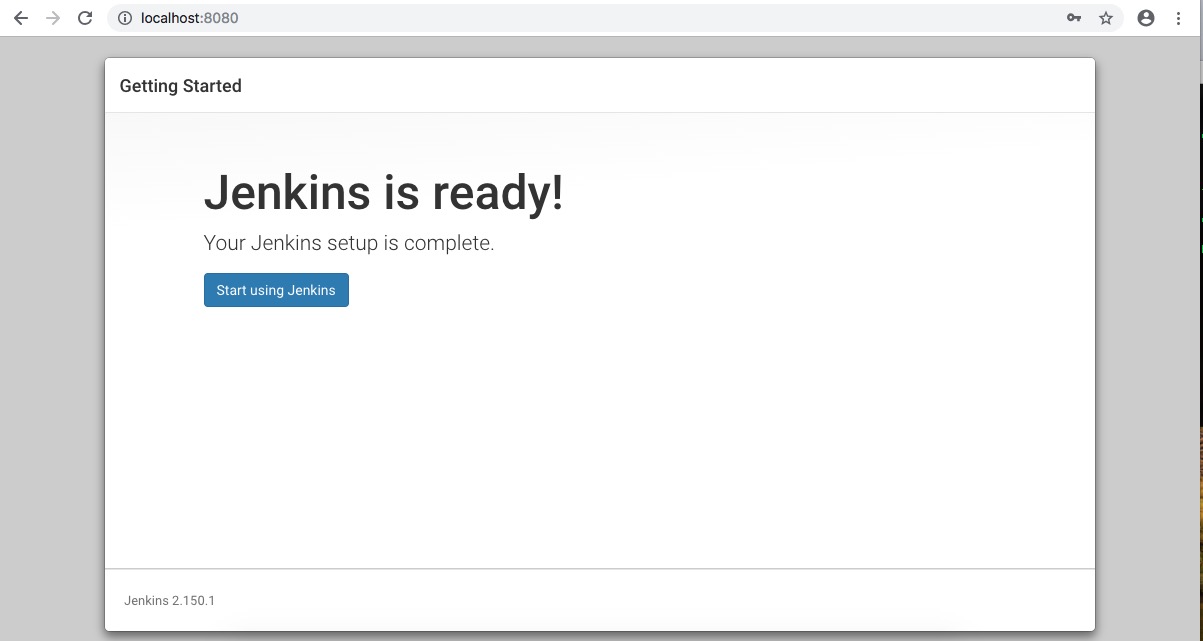 localhost:8080
Getting Started
Jenkins is ready!
Your Jenkins setup is complete.
Start using Jenkins
Jenkins 2.150.1